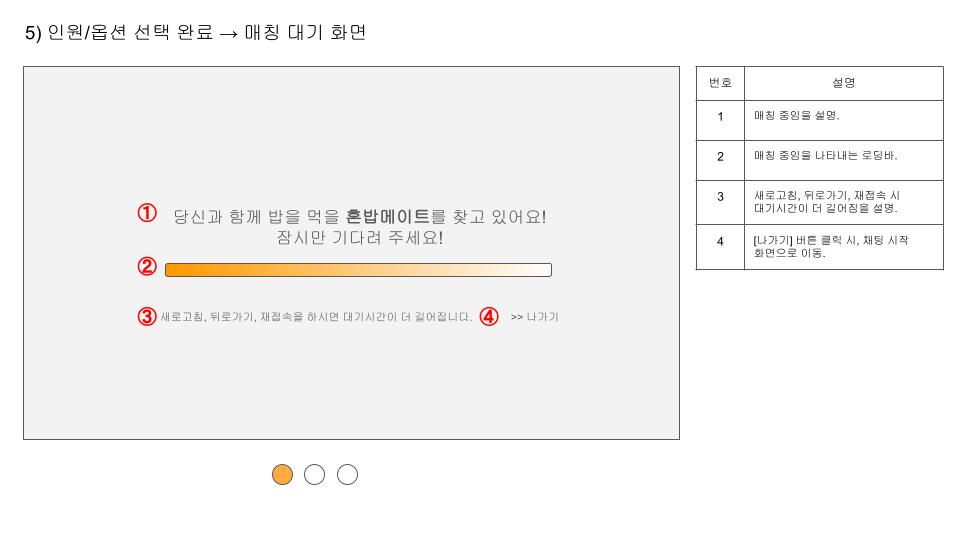 5) 인원/옵션 선택 완료 → 매칭 대기 화면
① 당신과 함께 밥을 먹을 혼밥메이트를 찾고 있어요!
잠시만 기다려 주세요!
②
③ 새로고침, 뒤로가기, 재접속을 하시면 대기시간이 더 길어집니다. ④ >> 나가기
번호 설명
1 매칭 중임을 설명.
2 매칭 중임을 나타내는 로딩바.
3 새로고침, 뒤로가기, 재접속 시
대기시간이 더 길어짐을 설명.
4 [나가기] 버튼 클릭 시, 채팅 시작
화면으로 이동.